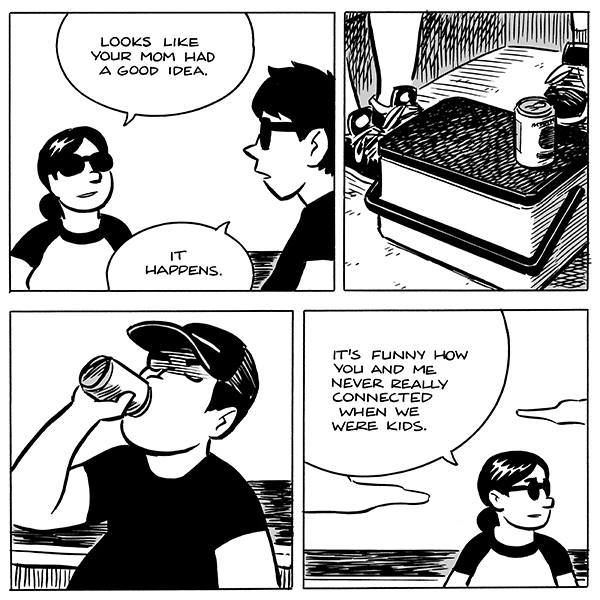 LOOKS LIKE
YOUR MOM HAD
A GOOD IDEA.
IT
HAPPENS.
IT'S FUNNY HOW
YOU AND ME
NEVER REALLY
CONNECTED
WHEN WE
WERE KIDS.